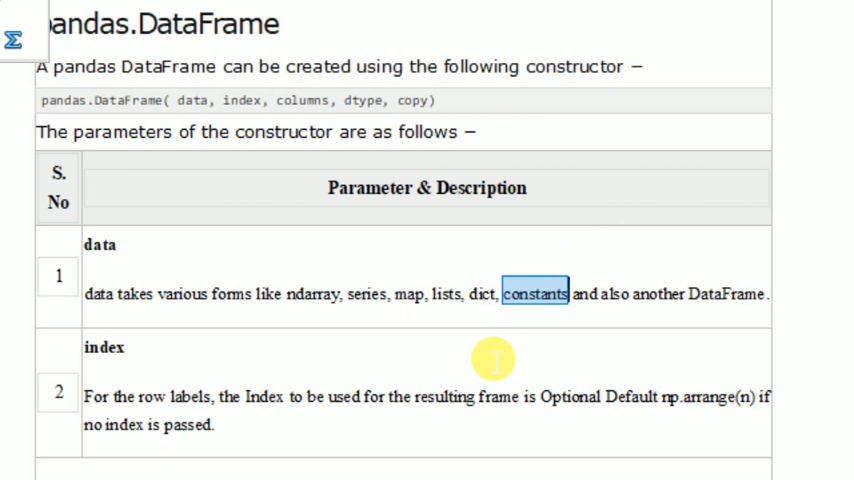 pandas.DataFrame
A pandas DataFrame can be created using the following constructor −
pandas.DataFrame( data, index, columns, dtype, copy)
The parameters of the constructor are as follows −
S.
No
Parameter & Description
data
1
data takes various forms like ndarray, series, map, lists, dict, constants and also another DataFrame.
index
2
For the row labels, the Index to be used for the resulting frame is Optional Default np.arrange(n) if
no index is passed.